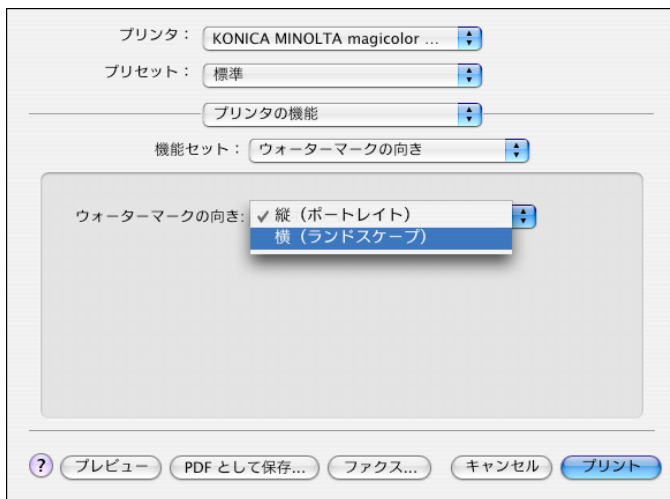 プリンタ： KONICA MINOLTA magicolor ...
プリセット： 標準
プリンタの機能
機能セット： ウォーターマークの向き
ウォーターマークの向き: ✓ 縦（ポートレイト）
横（ランドスケープ）
? プレビュー PDF として保存... ファクス... キャンセル プリント